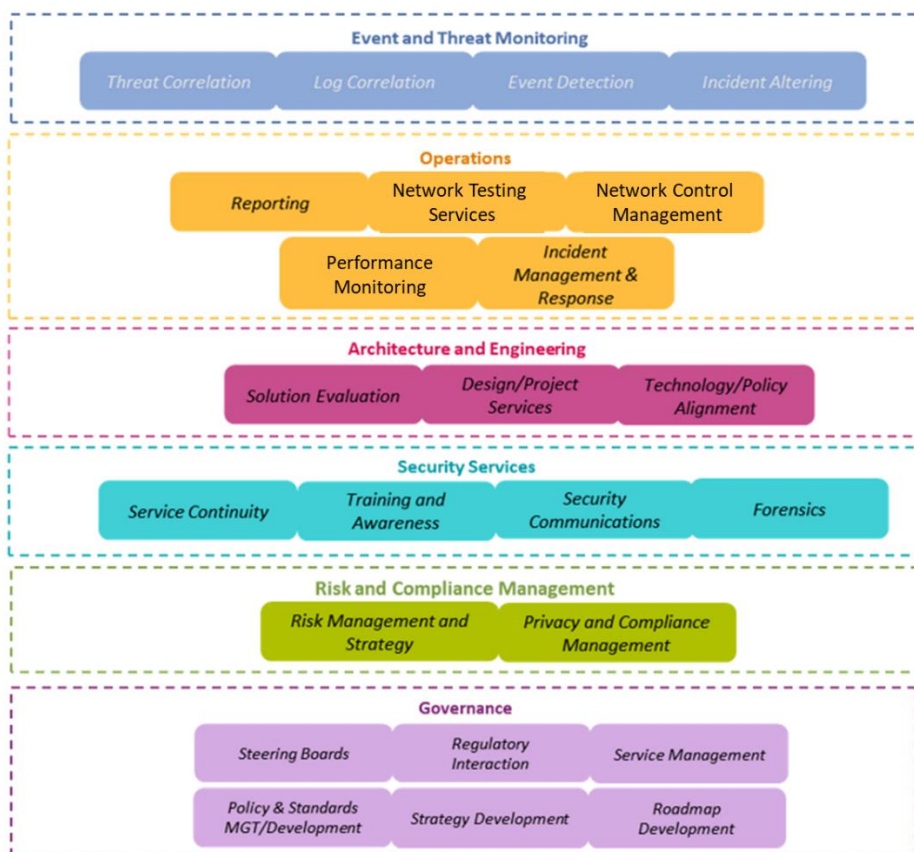 Event and Threat Monitoring
Threat Correlation
Log Correlation
Event Detection
Incident Altering
Operations
Reporting
Network Testing
Services
Network Control
Management
Performance
Monitoring
Incident
Management &
Response
Architecture and Engineering
Solution Evaluation
Design/Project
Services
Technology/Policy
Alignment
Security Services
Service Continuity
Training and
Awareness
Security
Communications
Forensics
Risk and Compliance Management
Risk Management and
Strategy
Privacy and Compliance
Management
Governance
Steering Boards
Regulatory
Interaction
Service Management
Policy & Standards
MGT/Development
Strategy Development
Roadmap
Development